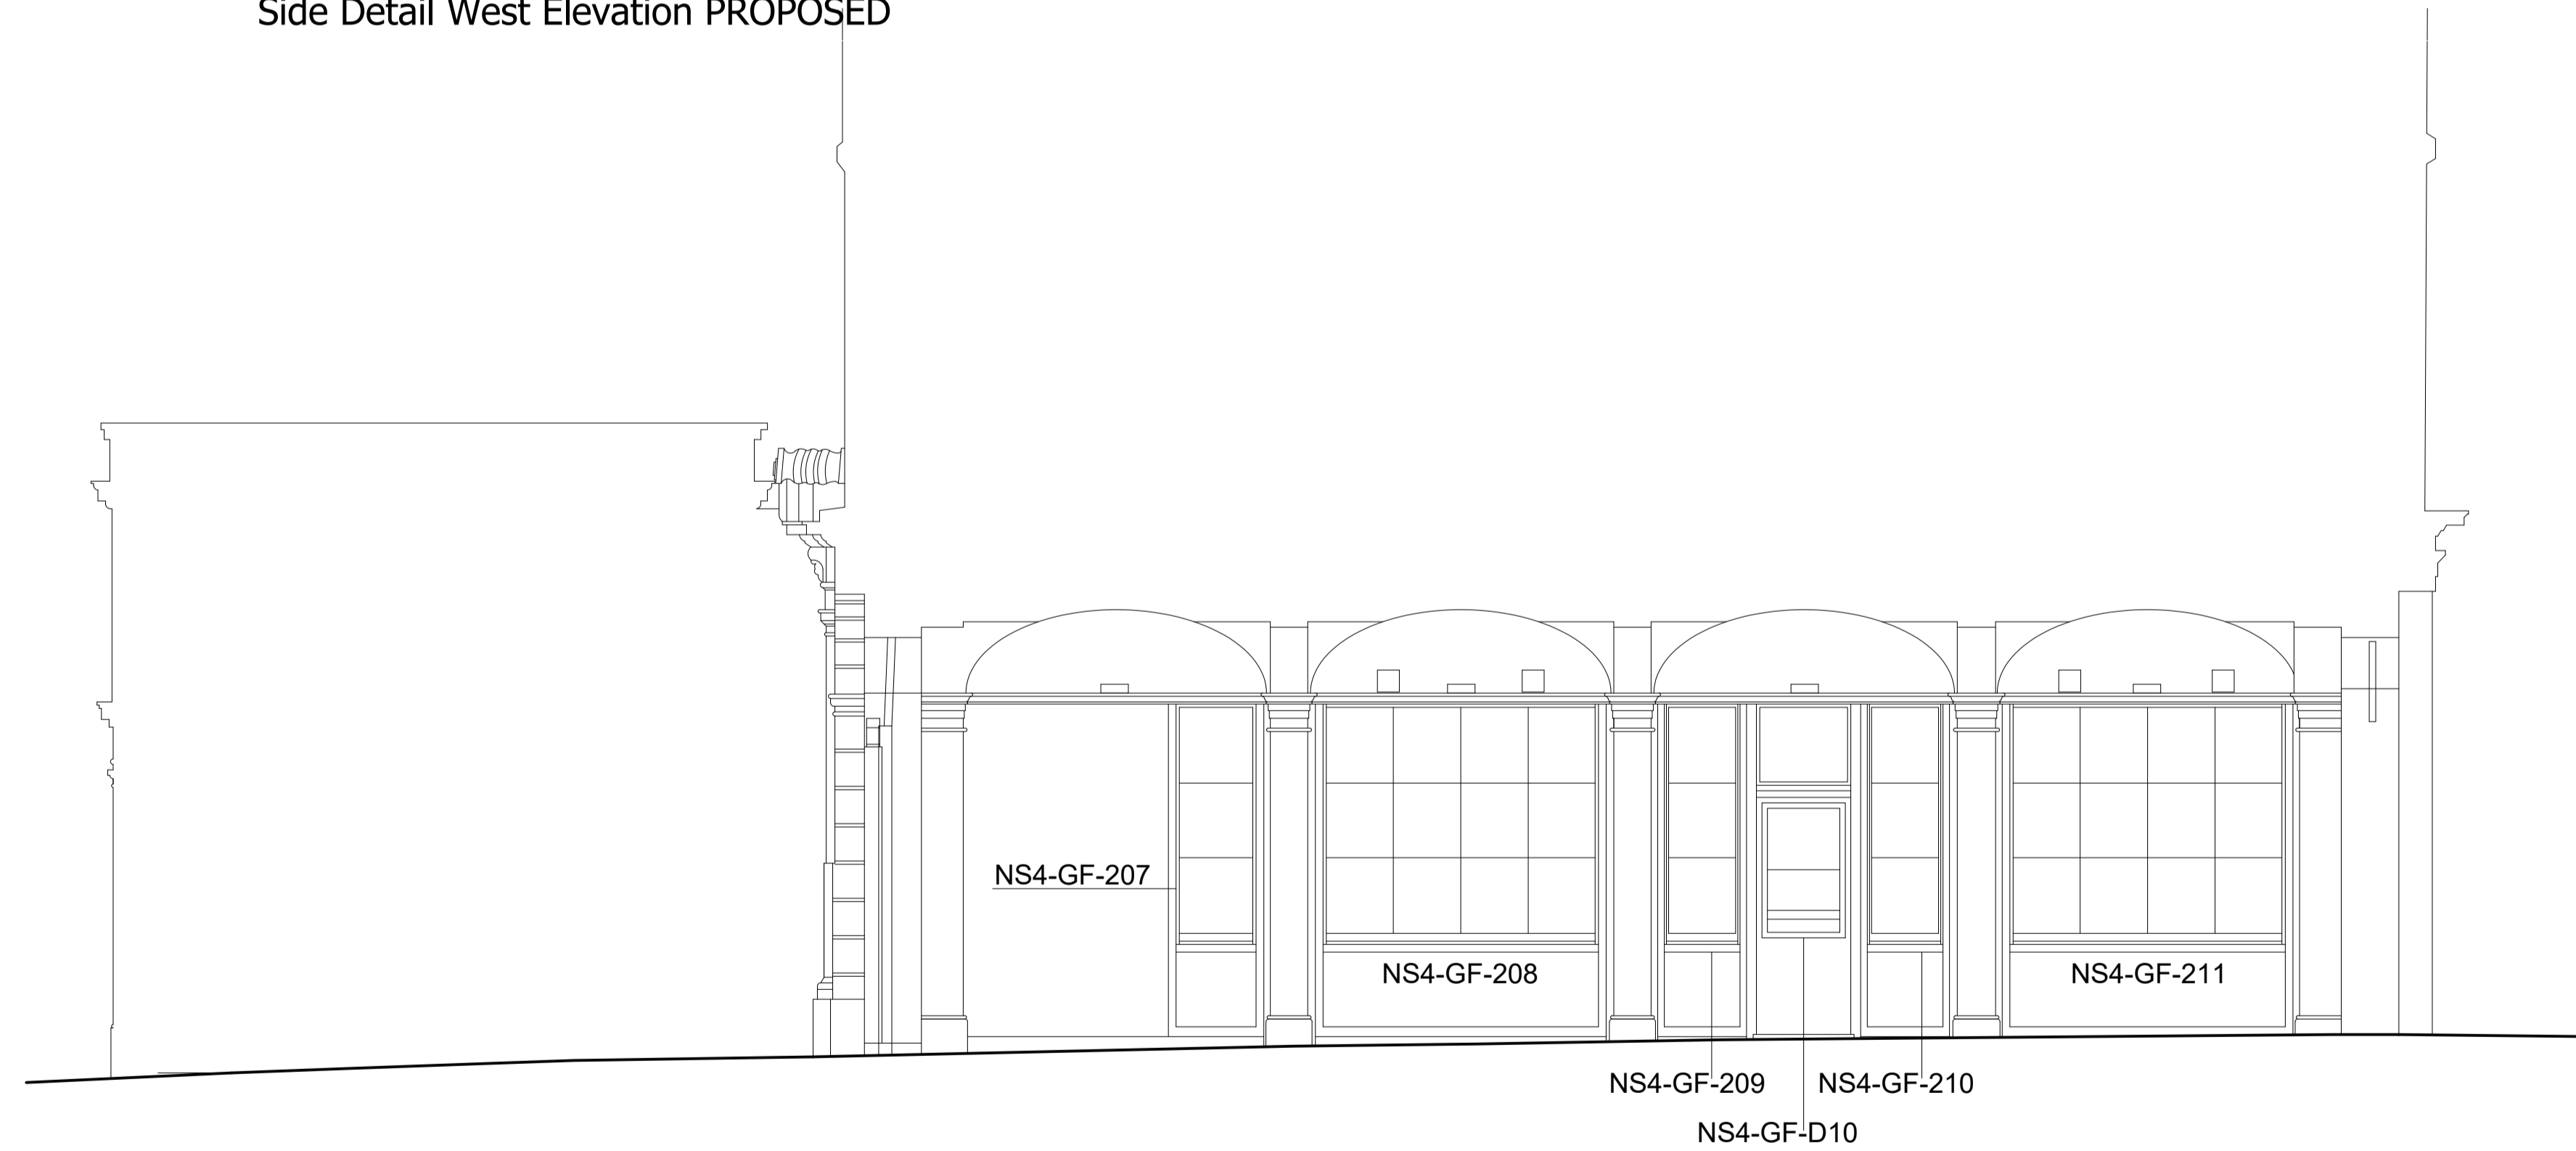 Side Detail West Elevation PROPOSED
NS4-GF-207
NS4-GF-208
NS4-GF-211
NS4-GF-209
NS4-GF-210
NS4-GF-D10